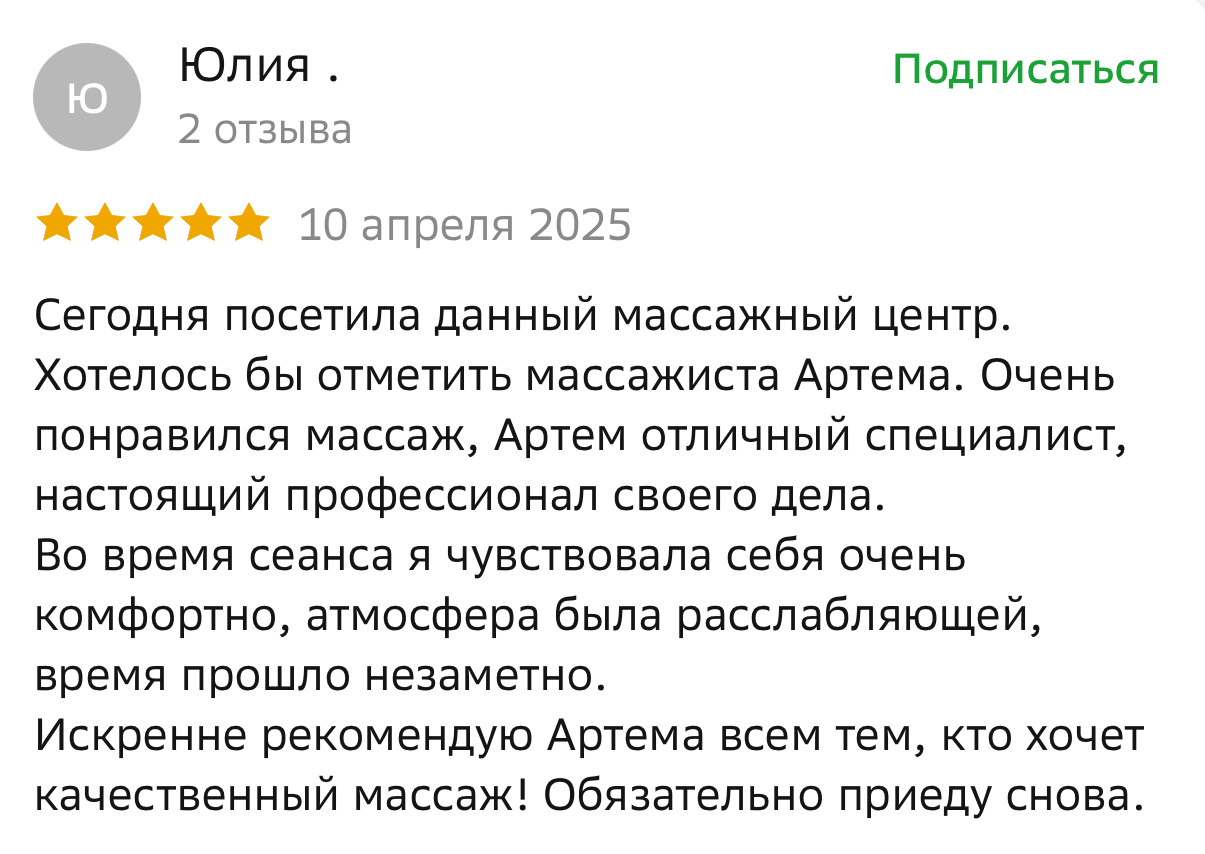 Ю
Юлия .
Подписаться
2 отзыва
10 апреля 2025
Сегодня посетила данный массажный центр.
Хотелось бы отметить массажиста Артема. Очень
понравился массаж, Артем отличный специалист,
настоящий профессионал своего дела.
Во время сеанса я чувствовала себя очень
комфортно, атмосфера была расслабляющей,
время прошло незаметно.
Искренне рекомендую Артема всем тем, кто хочет
качественный массаж! Обязательно приеду снова.